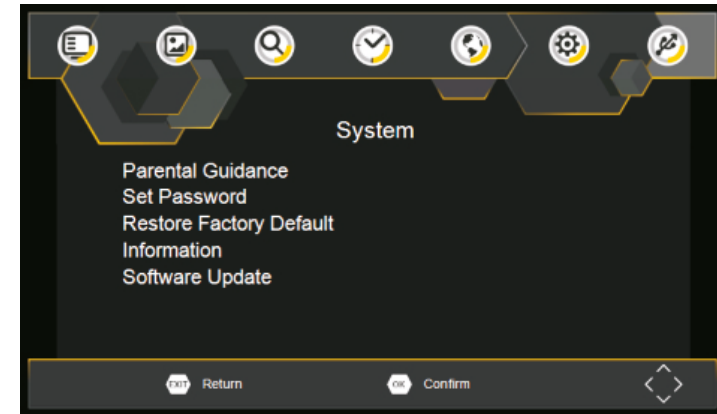 System
Parental Guidance
Set Password
Restore Factory Default
Information
Software Update
EXIT Return OK Confirm